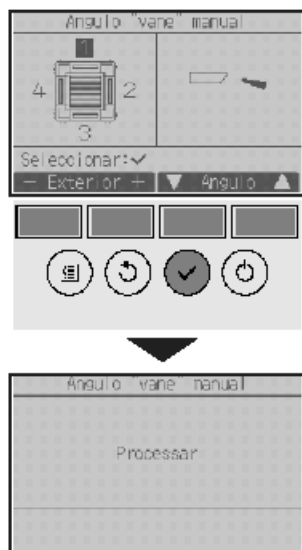 Angulo "vane" manual
1
4 2
3
Seleccionar:✓
− Exterior + ▼ Angulo ▲
Angulo "vane" manual
Processar